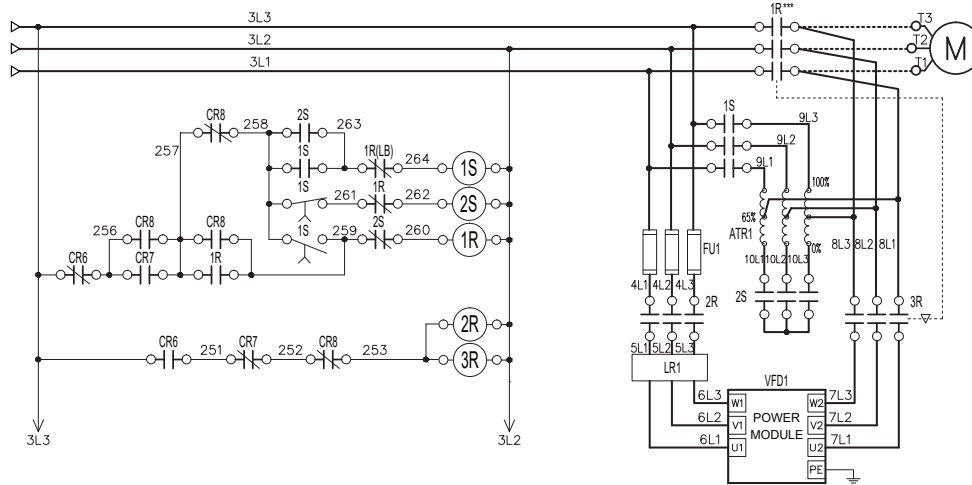 3L3
1R***
T3
3L2
T2
M
3L1
T1
1S
9L3
CR8
258
2S
263
9L2
257
1S
1R(LB)
264
1S
9L1
100%
261
1R
262
2S
65%
256
CR8
CR8
1S
259
2S
260
1R
FU1
ATR1
0%
8L3
8L2
8L1
CR6
CR7
1R
10L1
10L2
10L3
4L1
4L2
4L3
2R
2S
3R
2R
CR6
251
CR7
252
CR8
253
3R
5L1
5L2
5L3
LR1
VFD1
6L3
W1
W2
7L3
POWER
6L2
V1
V2
7L2
MODULE
3L3
3L2
6L1
U1
U2
7L1
PE